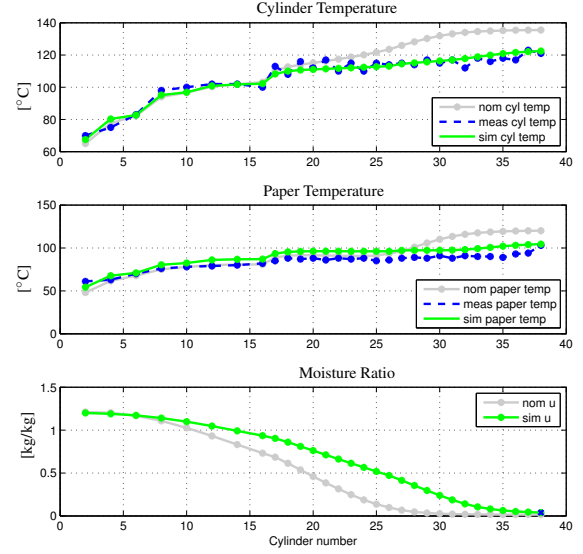 Cylinder Temperature
140
120
100
80
60
[°C]
nom cyl temp
meas cyl temp
sim cyl temp
0 5 10 15 20 25 30 35 40
Paper Temperature
150
100
50
0
[°C]
nom paper temp
meas paper temp
sim paper temp
0 5 10 15 20 25 30 35 40
Moisture Ratio
1.5
1
0.5
0
[kg/kg]
nom u
sim u
0 5 10 15 20 25 30 35 40
Cylinder number